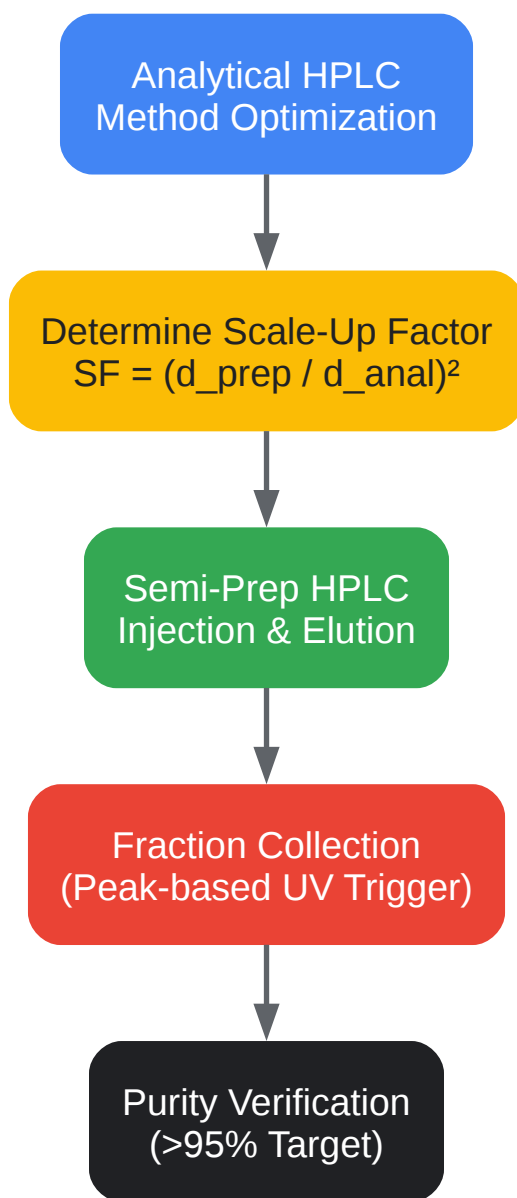 Analytical HPLC
Method Optimization
Determine Scale-Up Factor
SF = (d_prep / d_anal)²
Semi-Prep HPLC
Injection & Elution
Fraction Collection
(Peak-based UV Trigger)
Purity Verification
(>95% Target)